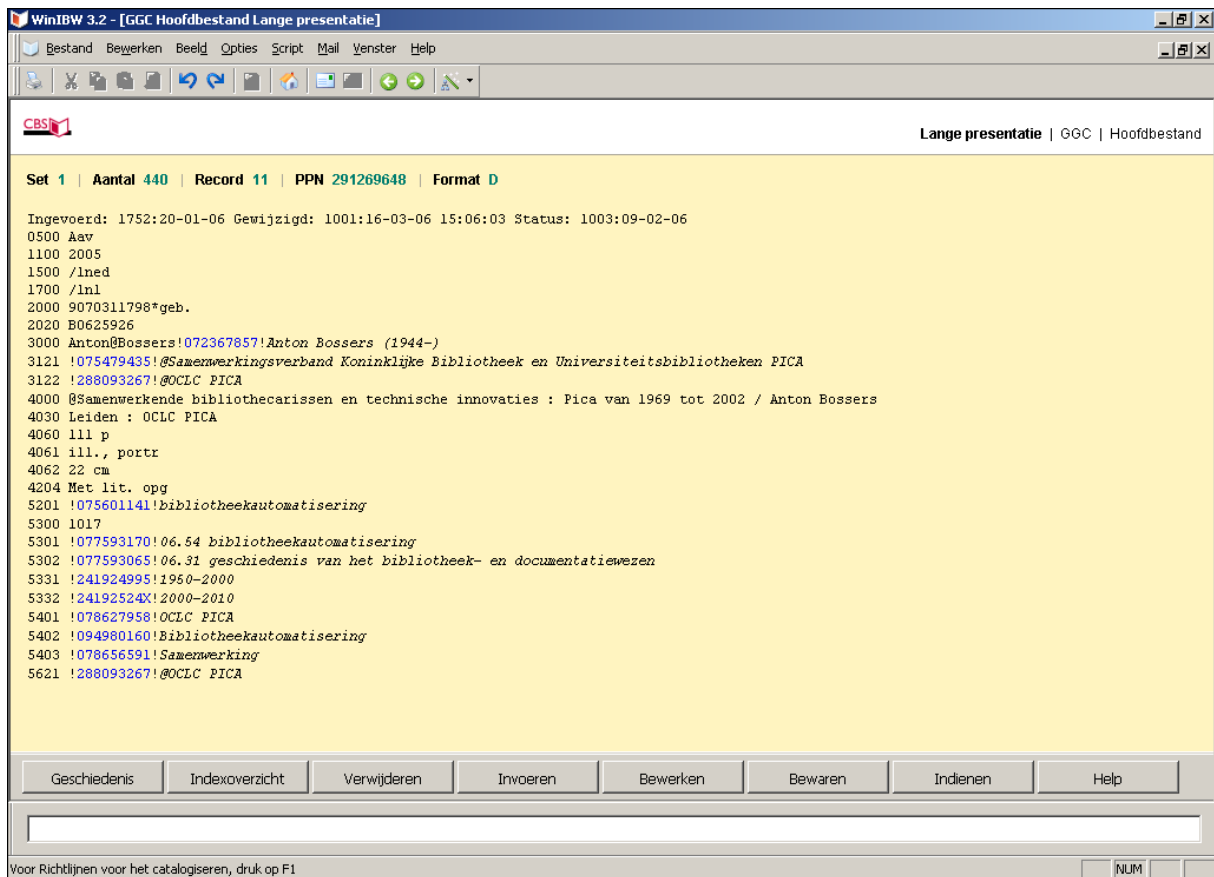 WinIBW 3.2 - [GGC Hoofdbestand Lange presentatie]
Bestand Bewerken Beeld Opties Script Mail Venster Help
CBS
Lange presentatie | GGC | Hoofdbestand
Set 1 | Aantal 440 | Record 11 | PPN 291269648 | Format D
Ingevoerd: 1752:20-01-06 Gewijzigd: 1001:16-03-06 15:06:03 Status: 1003:09-02-06
0500 Aav
1100 2005
1500 /1ned
1700 /1nl
2000 9070311798*geb.
2020 B0625926
3000 Anton@Bossers!072367857!Anton Bossers (1944-)
3121 !075479435!@Samenwerkingsverband Koninklijke Bibliotheek en Universiteitsbibliotheken PICA
3122 !288093267!@OCLC PICA
4000 @Samenwerkende bibliothecarissen en technische innovaties : Pica van 1969 tot 2002 / Anton Bossers
4030 Leiden : OCLC PICA
4060 111 p
4061 ill., portr
4062 22 cm
4204 Met lit. opg
5201 !075601141!bibliotheekautomatisering
5300 1017
5301 !077593170!06.54 bibliotheekautomatisering
5302 !077593065!06.31 geschiedenis van het bibliotheek- en documentatiewezen
5331 !241924995!1950-2000
5332 !24192524X!2000-2010
5401 !078627958!OCLC PICA
5402 !094980160!Bibliotheekautomatisering
5403 !078656591!Samenwerking
5621 !288093267!@OCLC PICA
Geschiedenis Indexoverzicht Verwijderen Invoeren Bewerken Bewaren Indienen Help
Voor Richtlijnen voor het catalogiseren, druk op F1 NUM